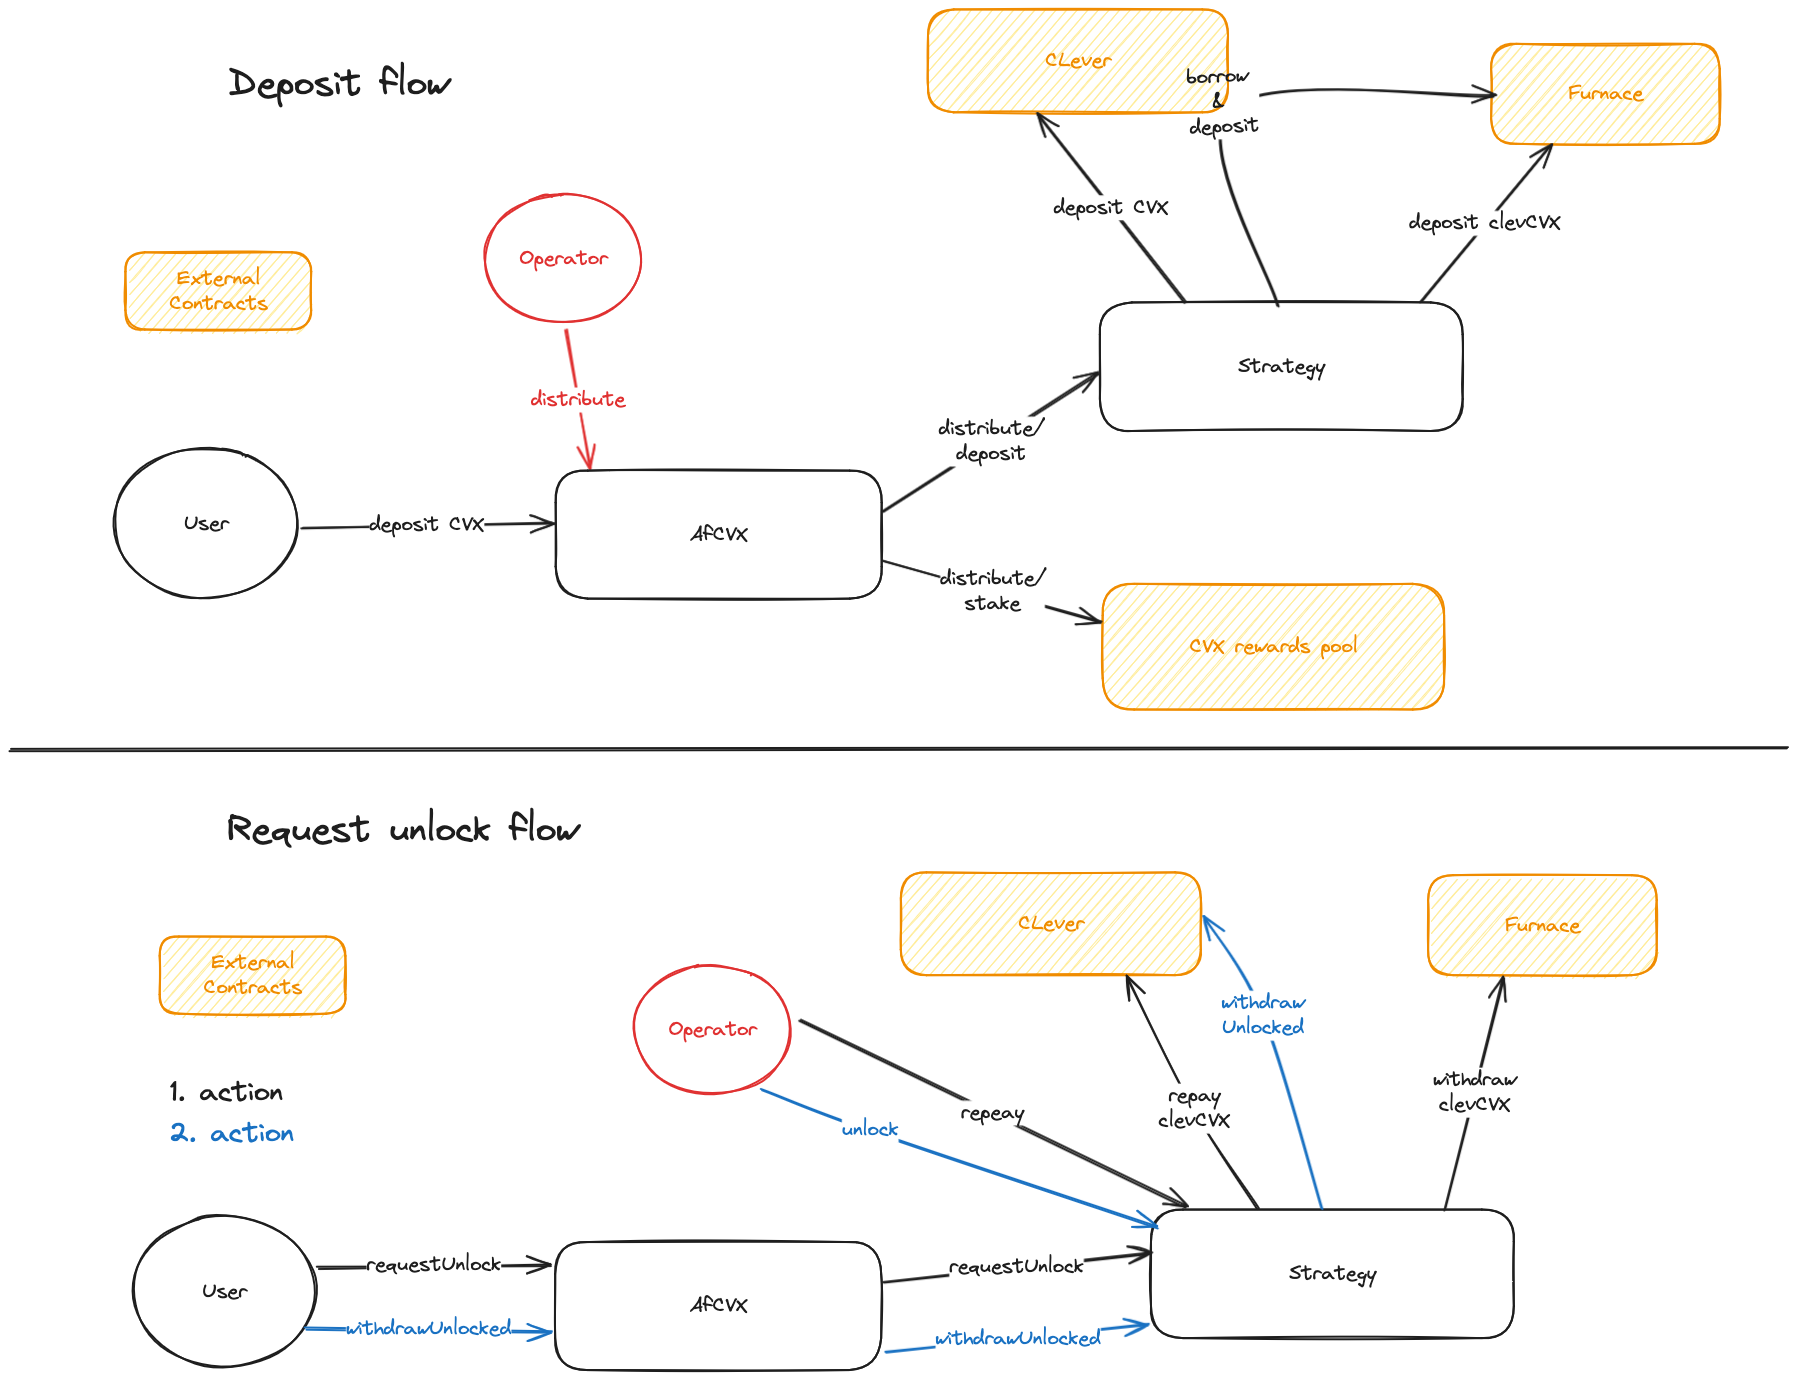 Deposit flow
CLever
borrow
&
deposit
Furnace
deposit CVX
deposit clevCVX
Operator
External
Contracts
distribute
Strategy
distribute/
deposit
User
deposit CVX
AfCVX
distribute/
stake
CVX rewards pool
Request unlock flow
CLever
Furnace
External
Contracts
Operator
withdraw
Unlocked
1. action
2. action
unlock
repeay
repay
clevCVX
withdraw
clevCVX
User
requestUnlock
withdrawUnlocked
AfCVX
requestUnlock
withdrawUnlocked
Strategy